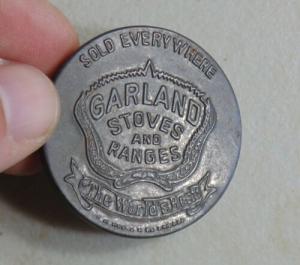 SOLD EVERYWHERE
GARLAND
STOVES
AND
RANGES
The World's Best